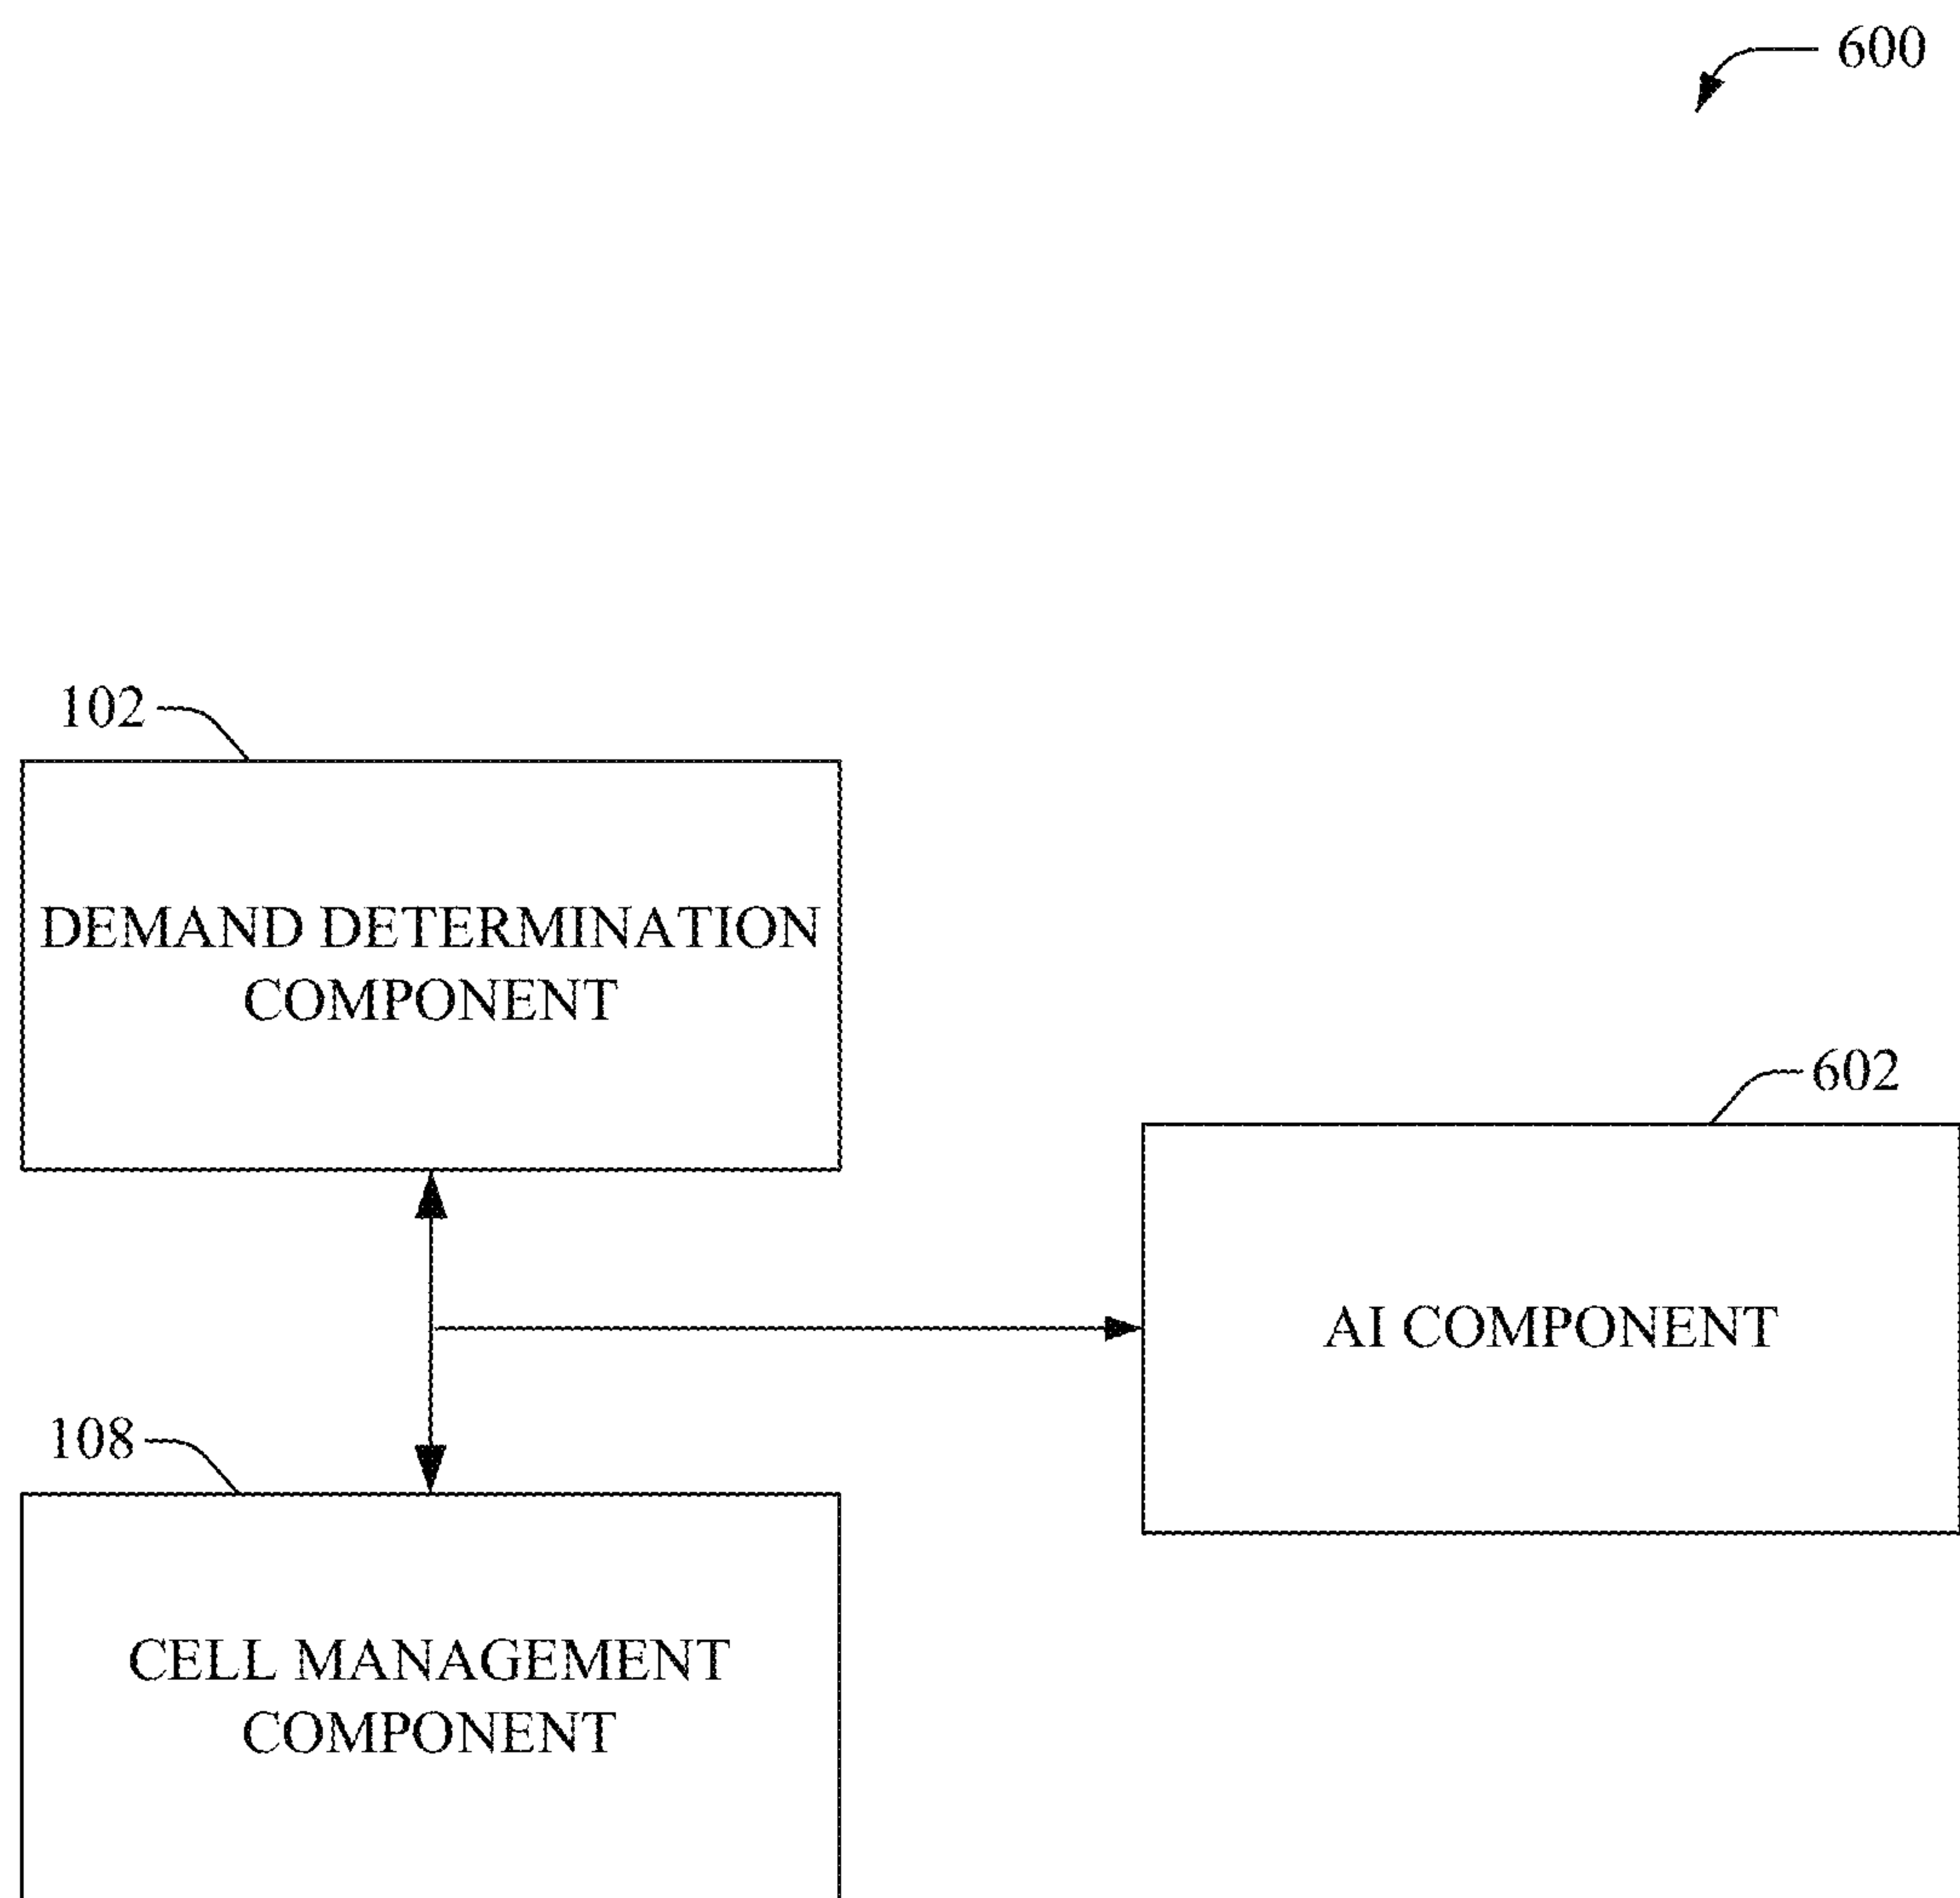 600
102
DEMAND DETERMINATION
COMPONENT
602
AI COMPONENT
108
CELL MANAGEMENT
COMPONENT